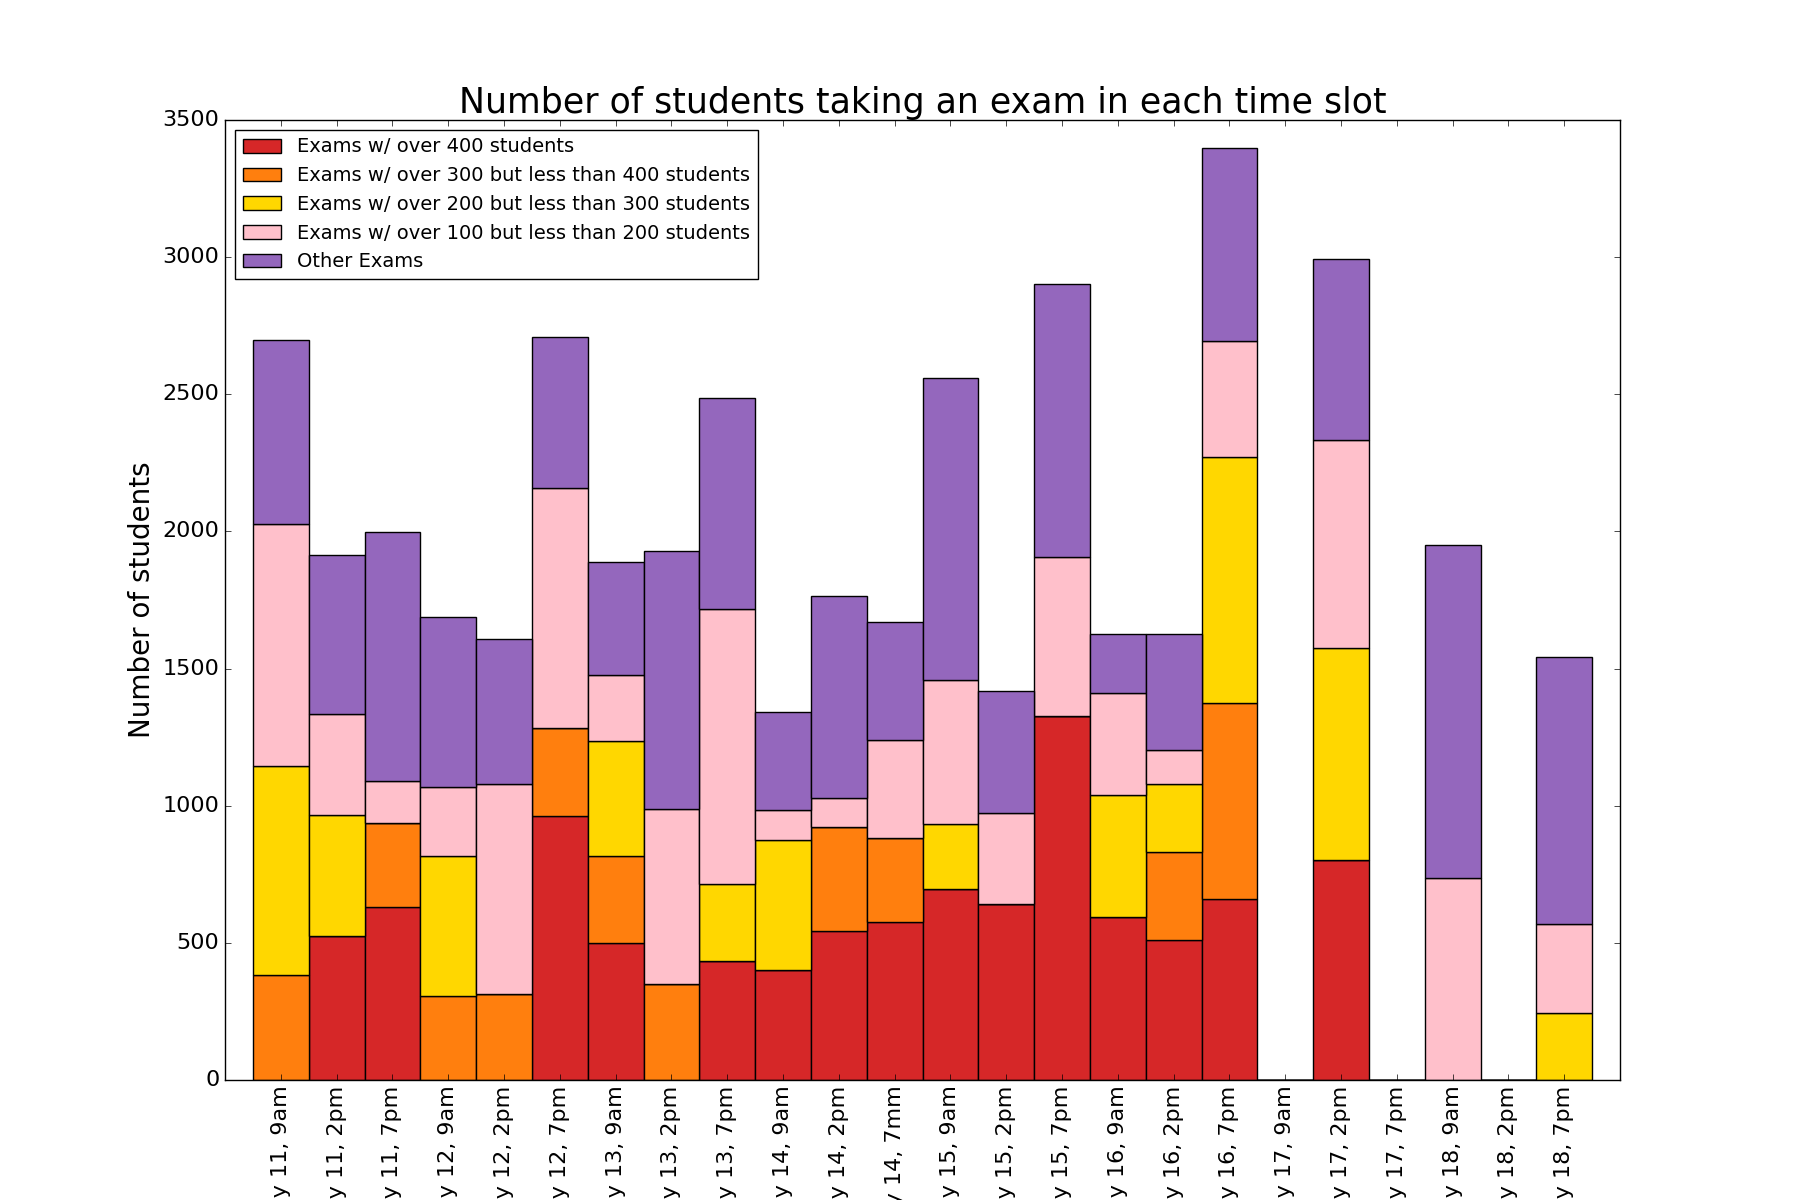 Number of students taking an exam in each time slot
Exams w/ over 400 students
Exams w/ over 300 but less than 400 students
Exams w/ over 200 but less than 300 students
Exams w/ over 100 but less than 200 students
Other Exams
Number of students
3500
3000
2500
2000
1500
1000
500
0
y 11, 9am
y 11, 2pm
y 11, 7pm
y 12, 9am
y 12, 2pm
y 12, 7pm
y 13, 9am
y 13, 2pm
y 13, 7pm
y 14, 9am
y 14, 2pm
y 14, 7mm
y 15, 9am
y 15, 2pm
y 15, 7pm
y 16, 9am
y 16, 2pm
y 16, 7pm
y 17, 9am
y 17, 2pm
y 17, 7pm
y 18, 9am
y 18, 2pm
y 18, 7pm